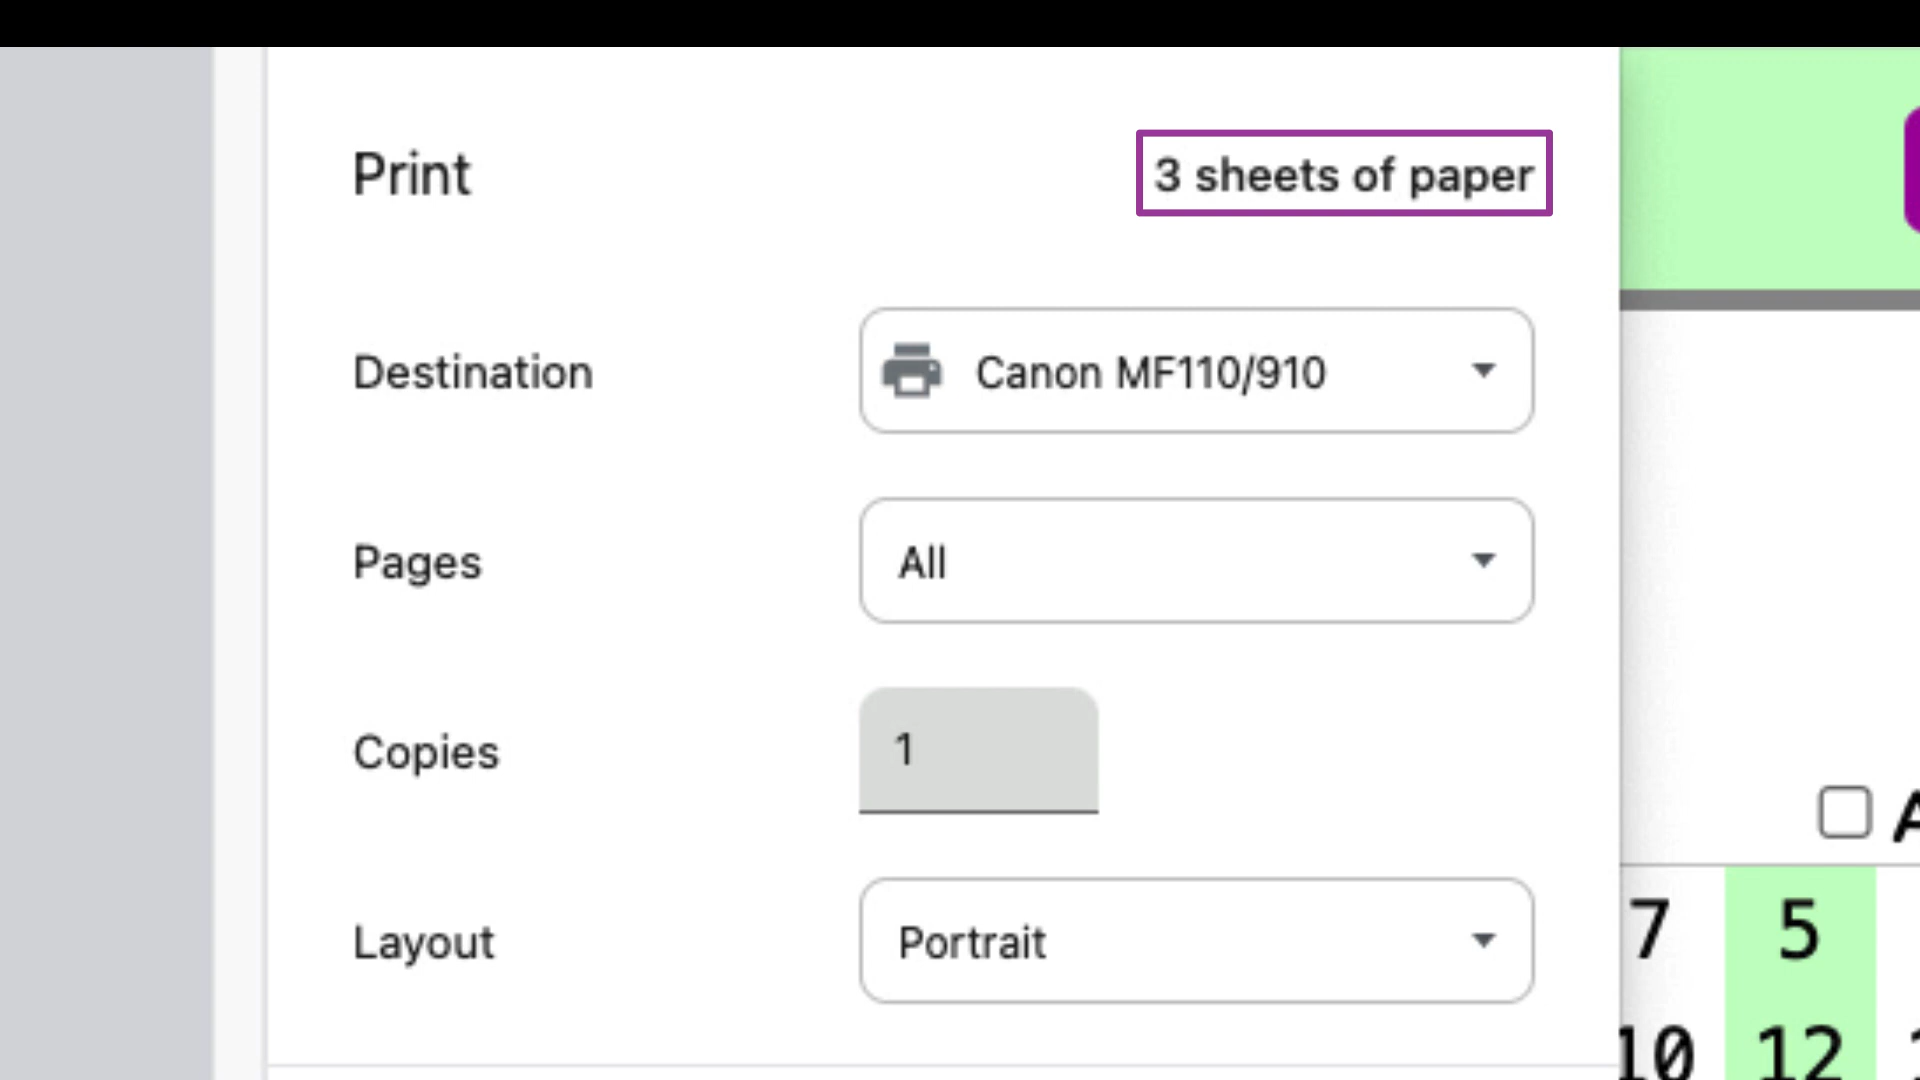 Print
3 sheets of paper
Destination
Canon MF110/910
Pages
All
Copies
1
Layout
Portrait
7 5
10 12